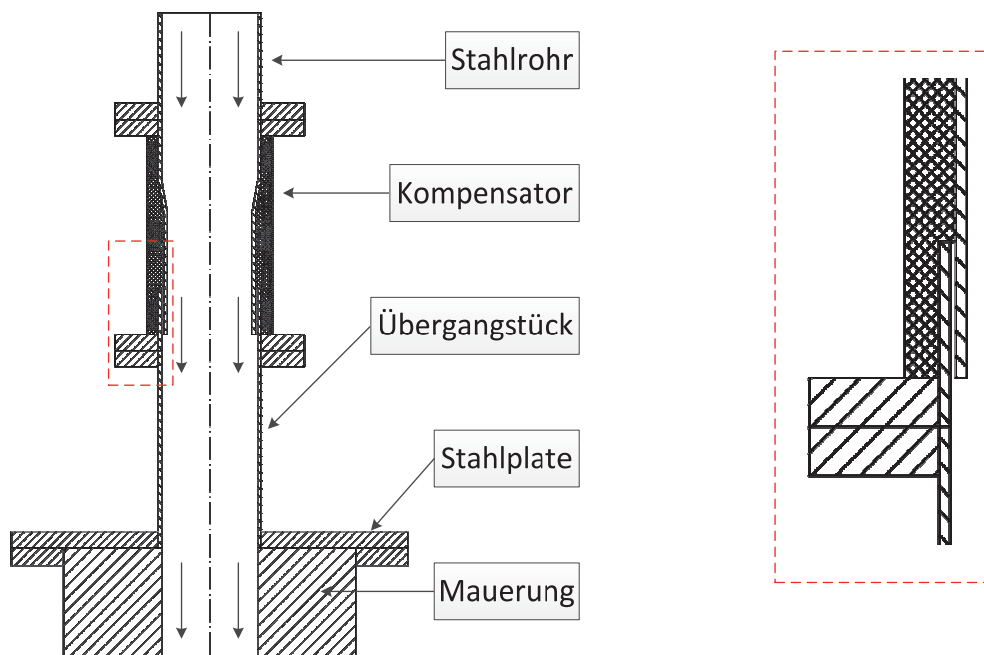 Stahlrohr
Kompensator
Übergangstück
Stahlplate
Mauerung